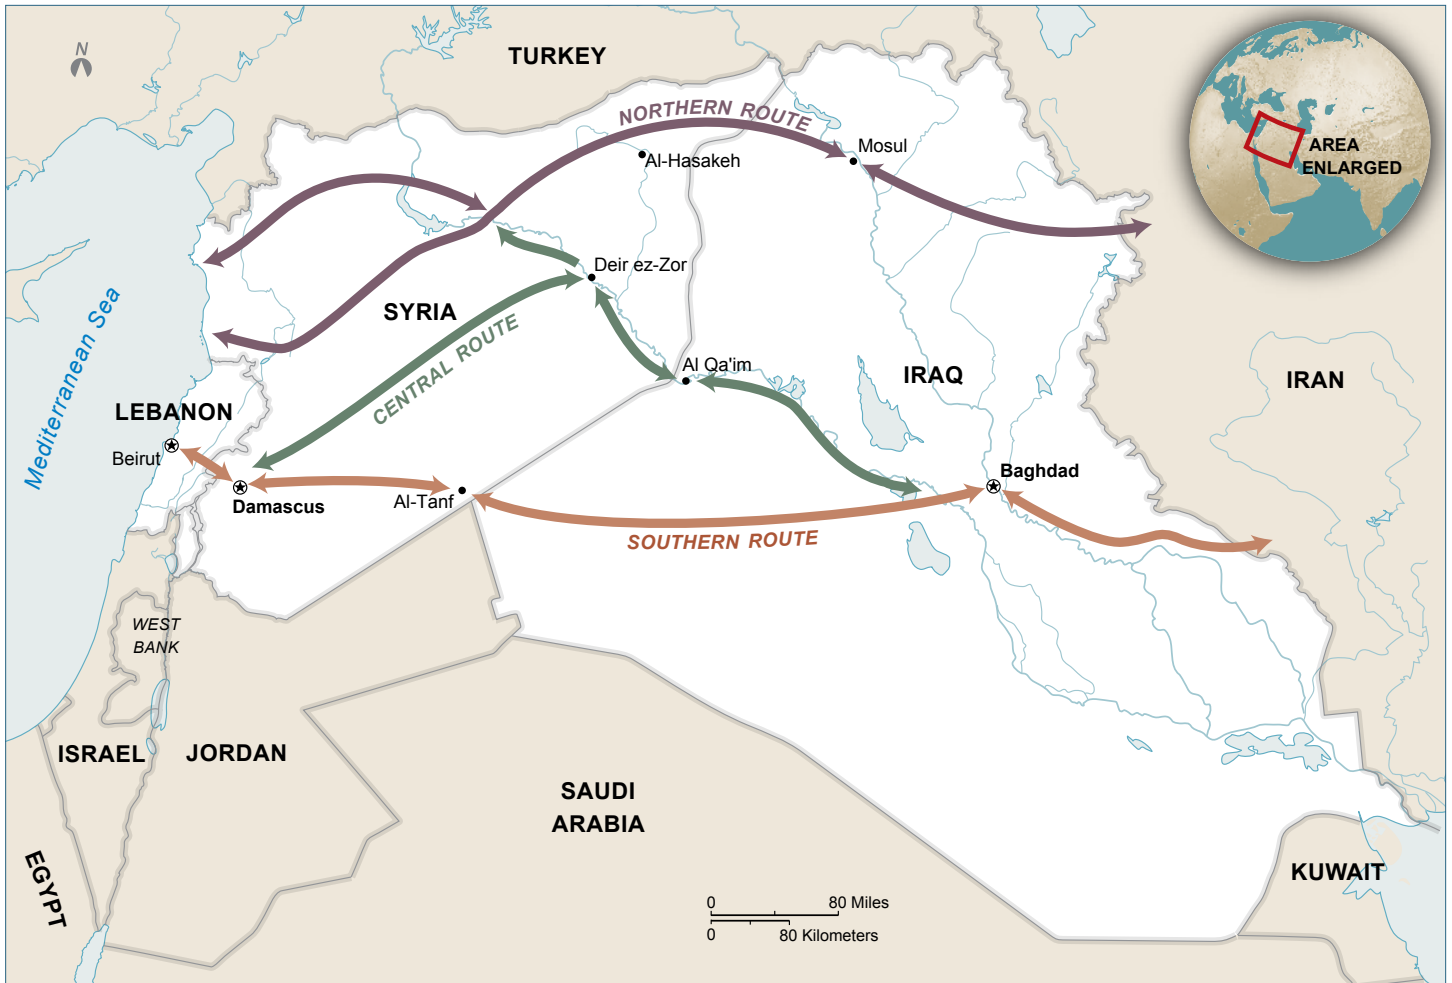 N
TURKEY
NORTHERN ROUTE
Mosul
Al-Hasakeh
AREA
ENLARGED
Deir ez-Zor
SYRIA
Mediterranean Sea
CENTRAL ROUTE
Al Qa'im
IRAQ
IRAN
LEBANON
Beirut
Damascus
Al-Tanf
Baghdad
SOUTHERN ROUTE
WEST
BANK
ISRAEL
JORDAN
SAUDI
ARABIA
EGYPT
KUWAIT
0 80 Miles
0 80 Kilometers